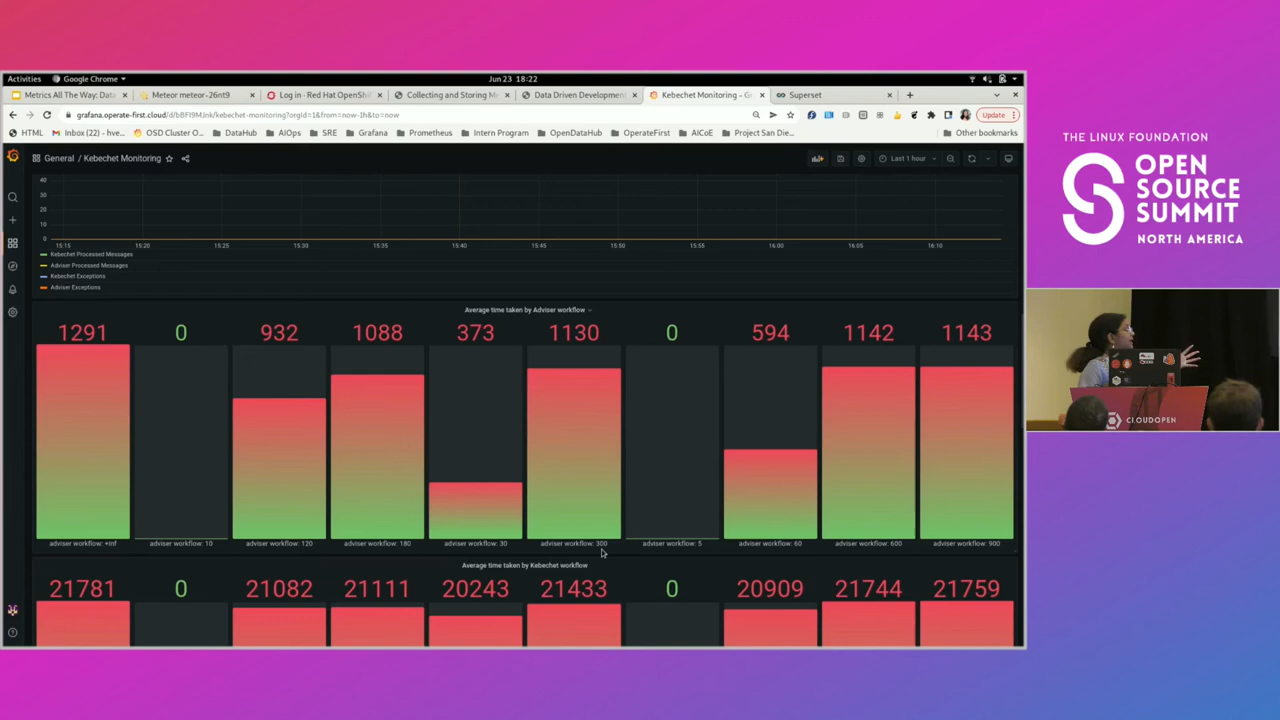 Activities
Google Chrome
Jun 23 18:22
Metrics All The Way: Data
Meteor meteor-26nt9
Log in · Red Hat OpenShi
Collecting and Storing Me
Data Driven Development
Kebechet Monitoring - Gr
Superset
grafana.operate-first.cloud
/kebechet-monitoring?orgId=1&from=now-1h&to=now
Update
HTML
Inbox (22) - hve...
OSD Cluster O...
DataHub
AIOps
SRE
Grafana
Prometheus
Intern Program
OpenDataHub
OperateFirst
AICoE
Project San Die...
Other bookmarks
General / Kebechet Monitoring
Last 1 hour
40
30
20
10
0
15:15 15:20 15:25 15:30 15:35 15:40 15:45 15:50 15:55 16:00 16:05 16:10
Kebechet Processed Messages
Adviser Processed Messages
Kebechet Exceptions
Adviser Exceptions
Average time taken by Adviser workflow
1291 0 932 1088 373 1130 0 594 1142 1143
adviser workflow: +Inf adviser workflow: 10 adviser workflow: 120 adviser workflow: 180 adviser workflow: 30 adviser workflow: 300 adviser workflow: 5 adviser workflow: 60 adviser workflow: 600 adviser workflow: 900
Average time taken by Kebechet workflow
21781 0 21082 21111 20243 21433 0 20909 21744 21759
THE LINUX FOUNDATION
OPEN
SOURCE
SUMMIT
NORTH AMERICA
CLOUDOPEN